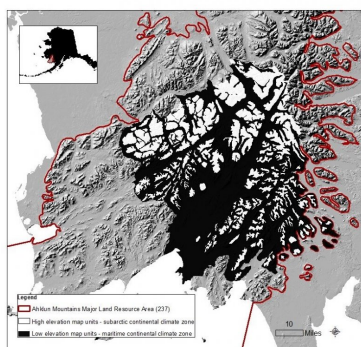 Legend
Ahklun Mountains Major Land Resource Area (237)
High elevation map units - subarctic continental climate zone
Low elevation map units - maritime continental climate zone
10
Miles